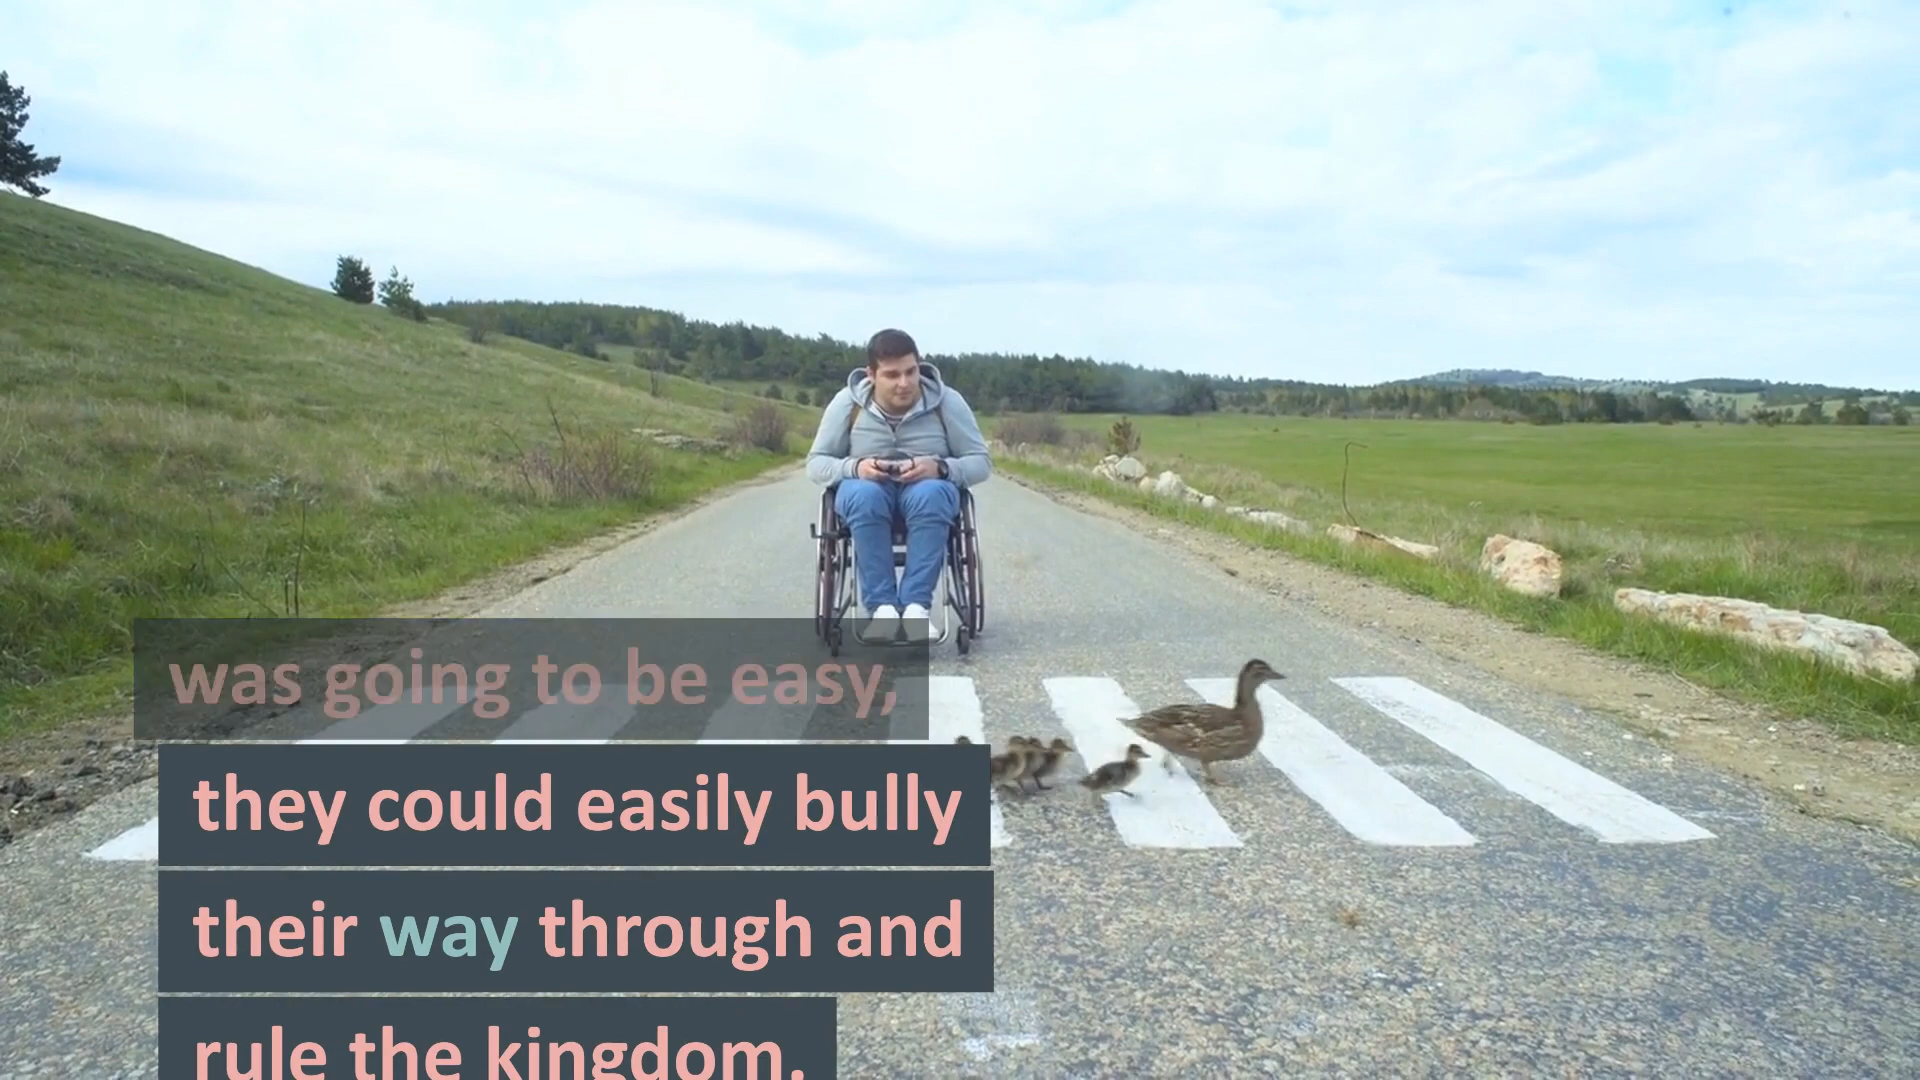 was going to be easy,
they could easily bully
their way through and
rule the kingdom.